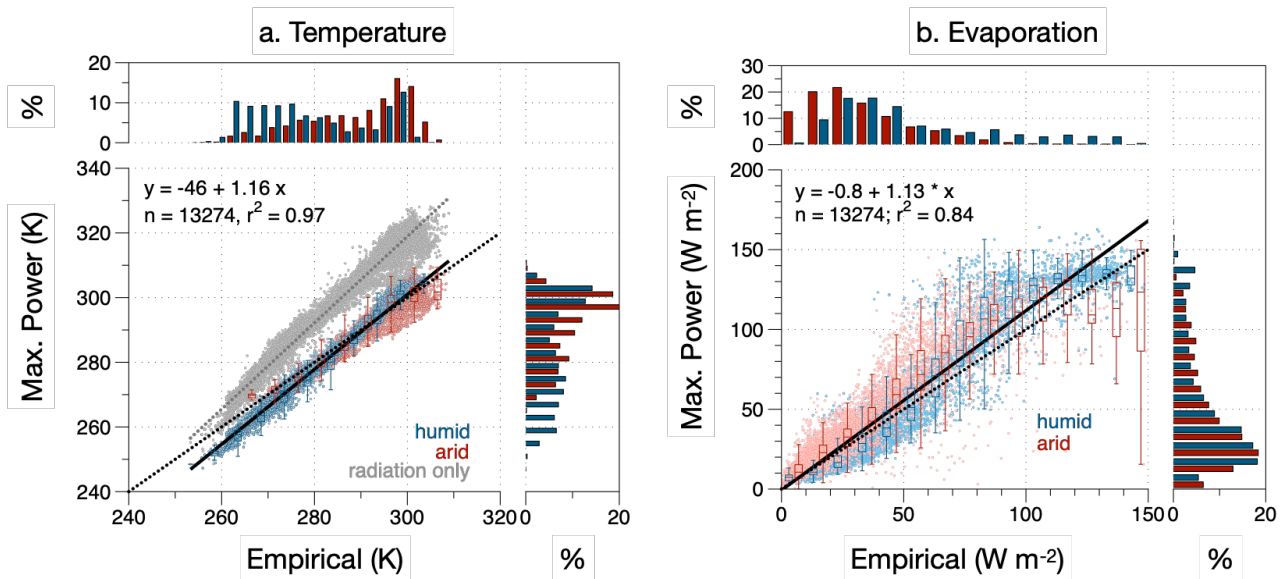 a. Temperature
b. Evaporation
%
20
10
0
340
320
300
280
260
240
Max. Power (K)
y = -46 + 1.16 x
n = 13274, r² = 0.97
humid
arid
radiation only
240
260
280
300
320
0
20
Empirical (K)
%
%
30
20
10
0
200
150
100
50
0
Max. Power (W m-2)
y = -0.8 + 1.13 * x
n = 13274; r² = 0.84
humid
arid
0
50
100
150
0
20
Empirical (W m-2)
%